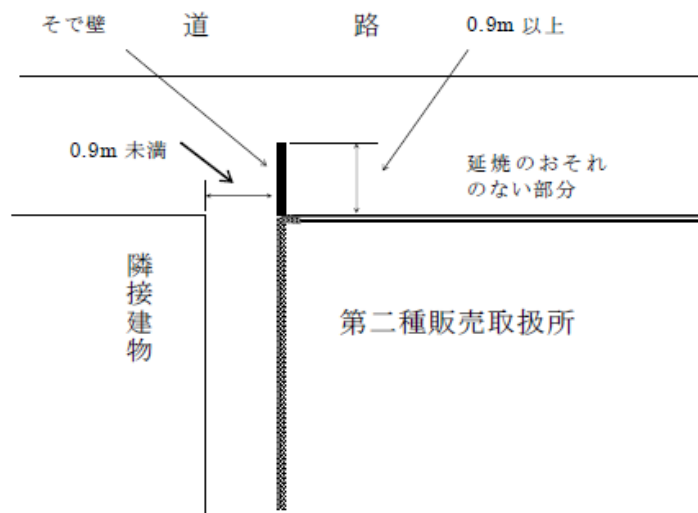 そで壁
道路
0.9m 以上
0.9m 未満
延焼のおそれ
のない部分
隣接建物
第二種販売取扱所